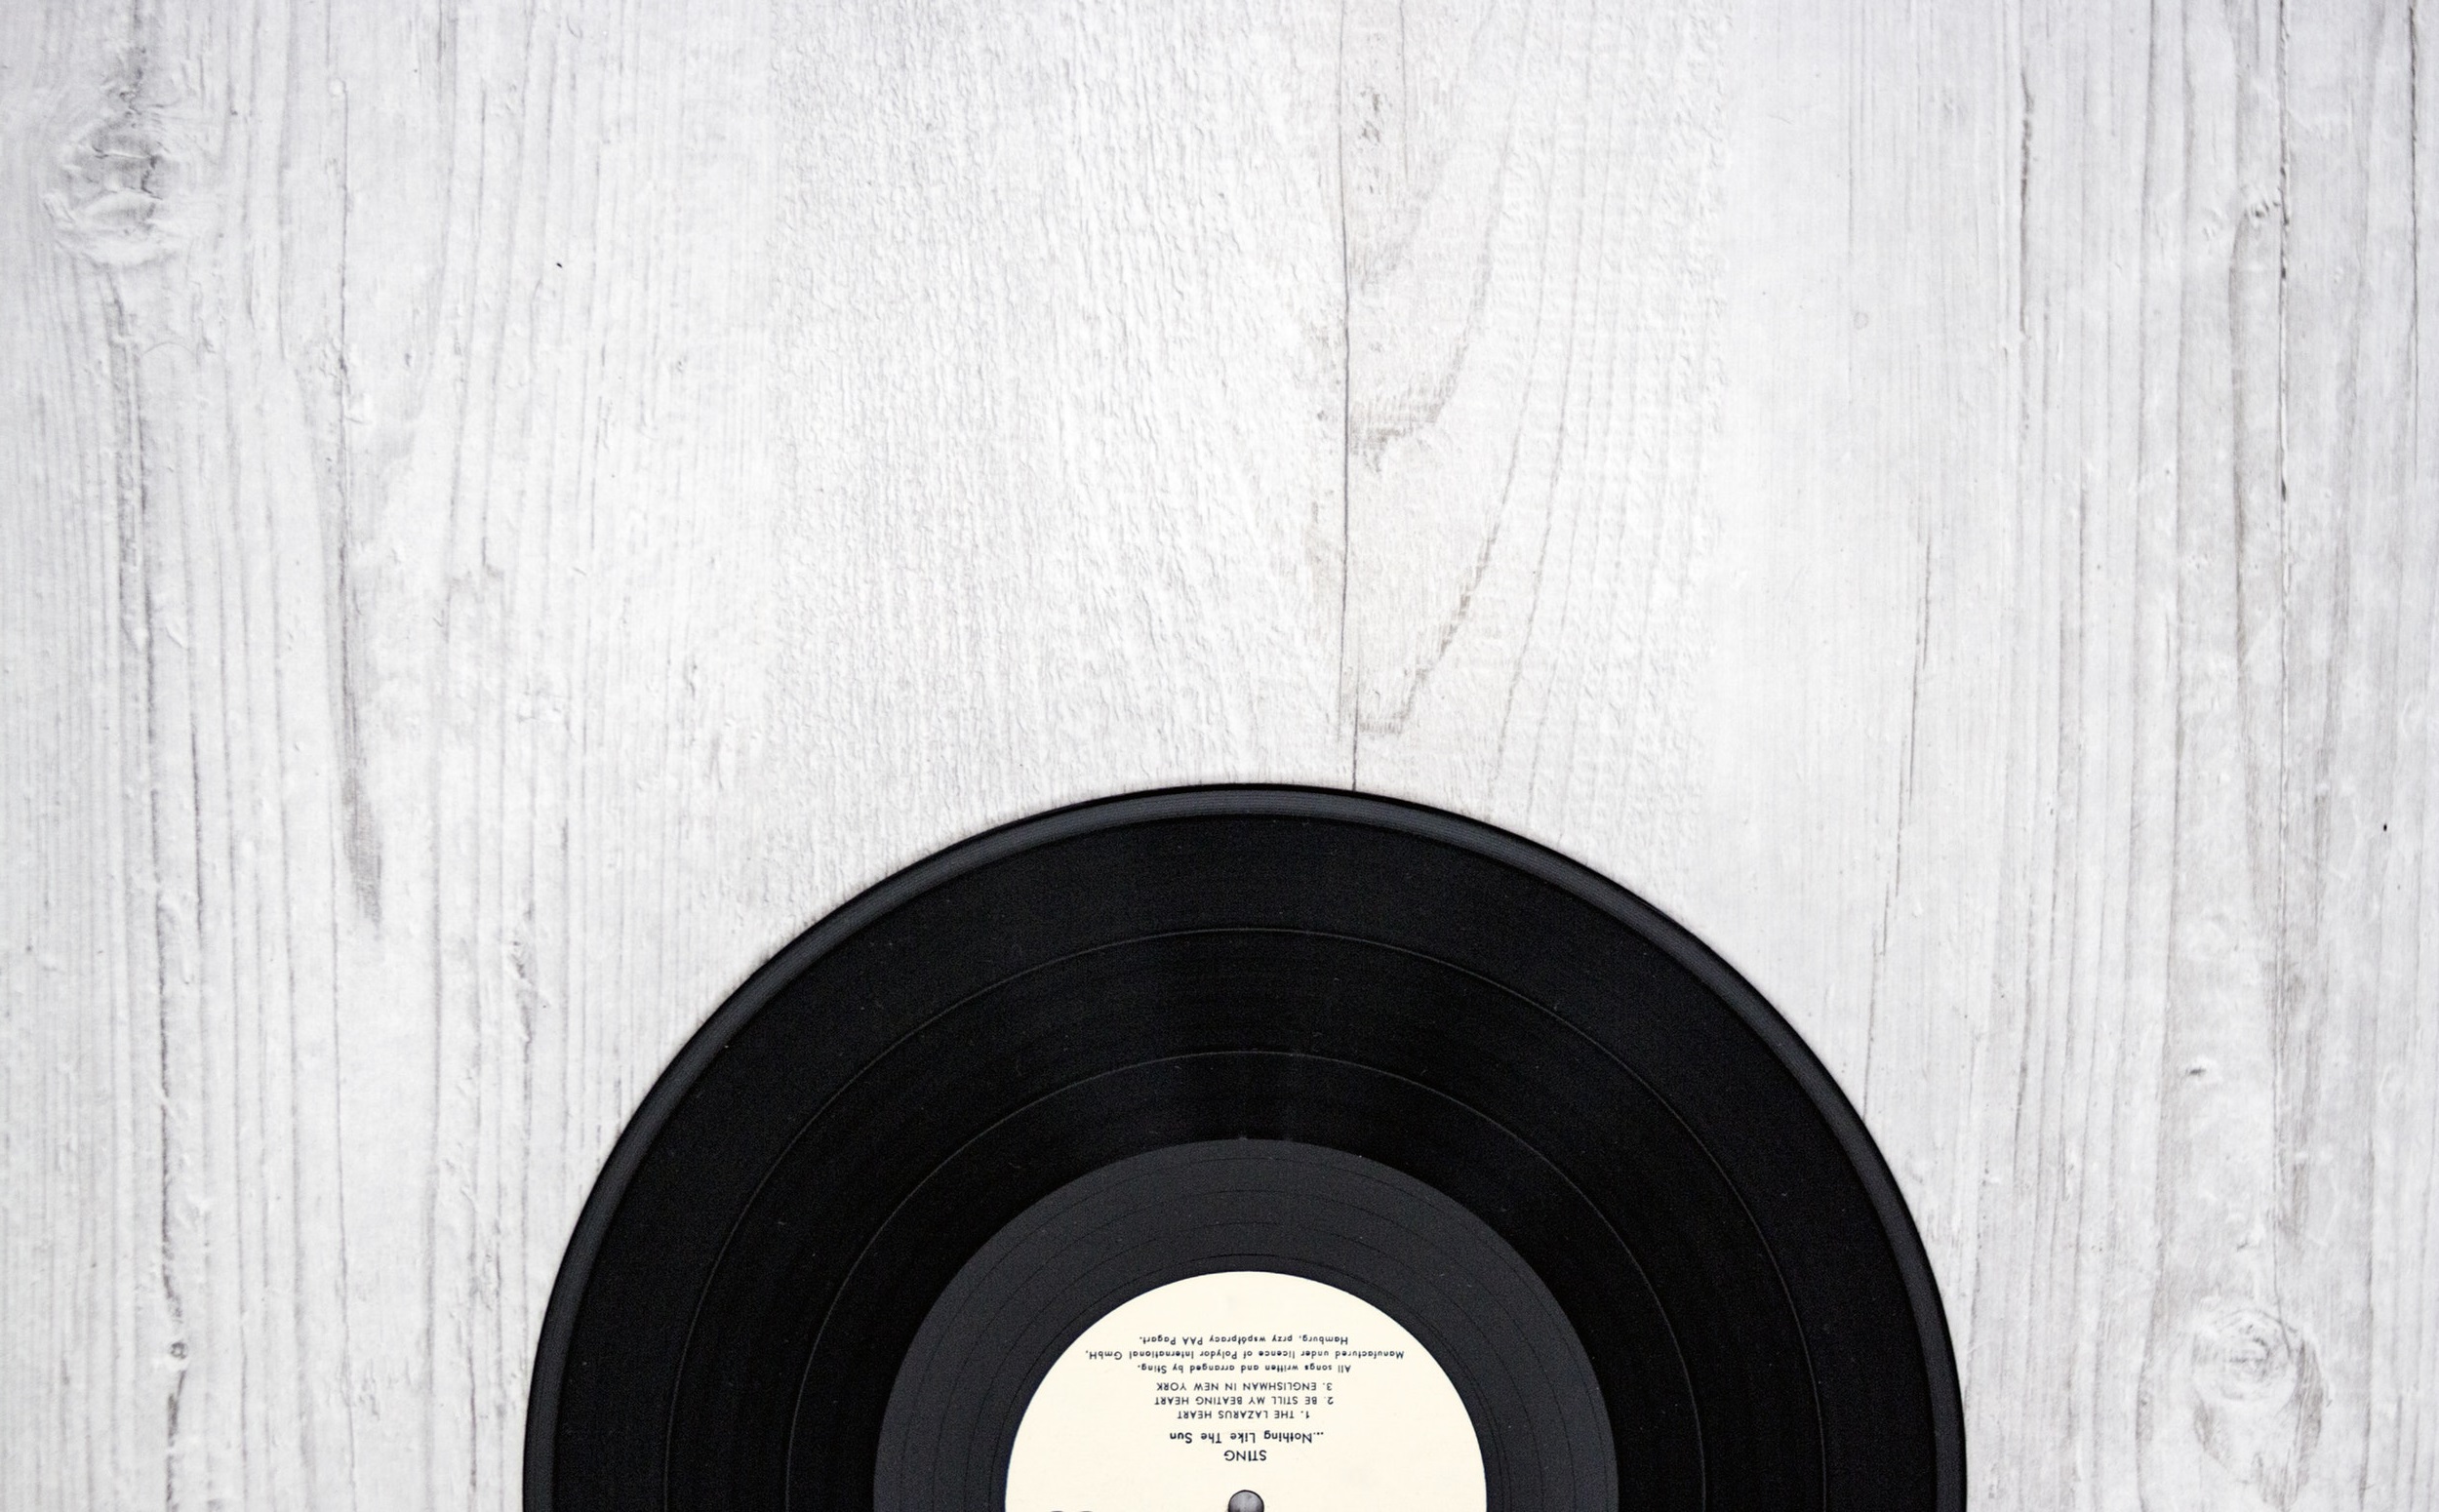 STING
...Nothing Like The Sun
1. THE LAZARUS HEART
2. BE STILL MY BEATING HEART
3. ENGLISHMAN IN NEW YORK
All songs written and arranged by Sting.
Manufactured under licence of Polydor International GmbH,
Hamburg, przy współpracy PAA Pagart.